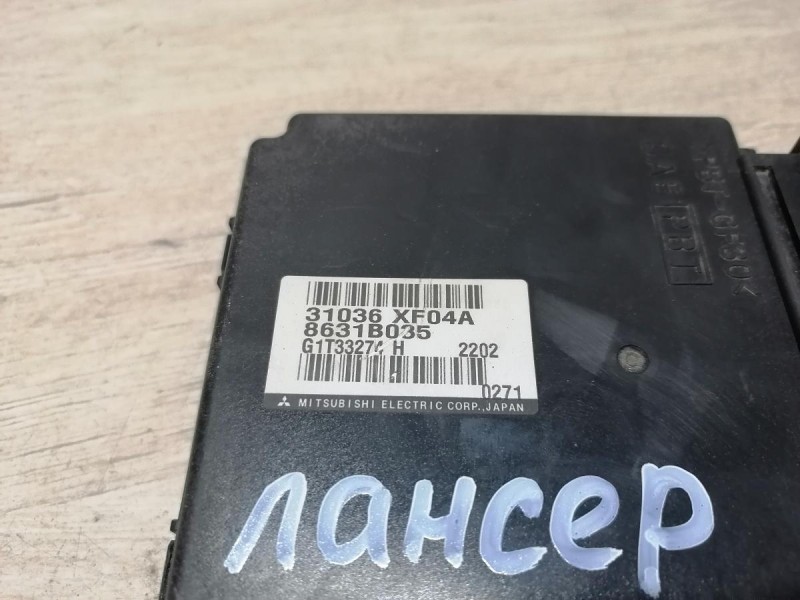 31036 XF04A
8631B035
G1T33274 H 2202
0271
MITSUBISHI ELECTRIC CORP.,JAPAN
лансер